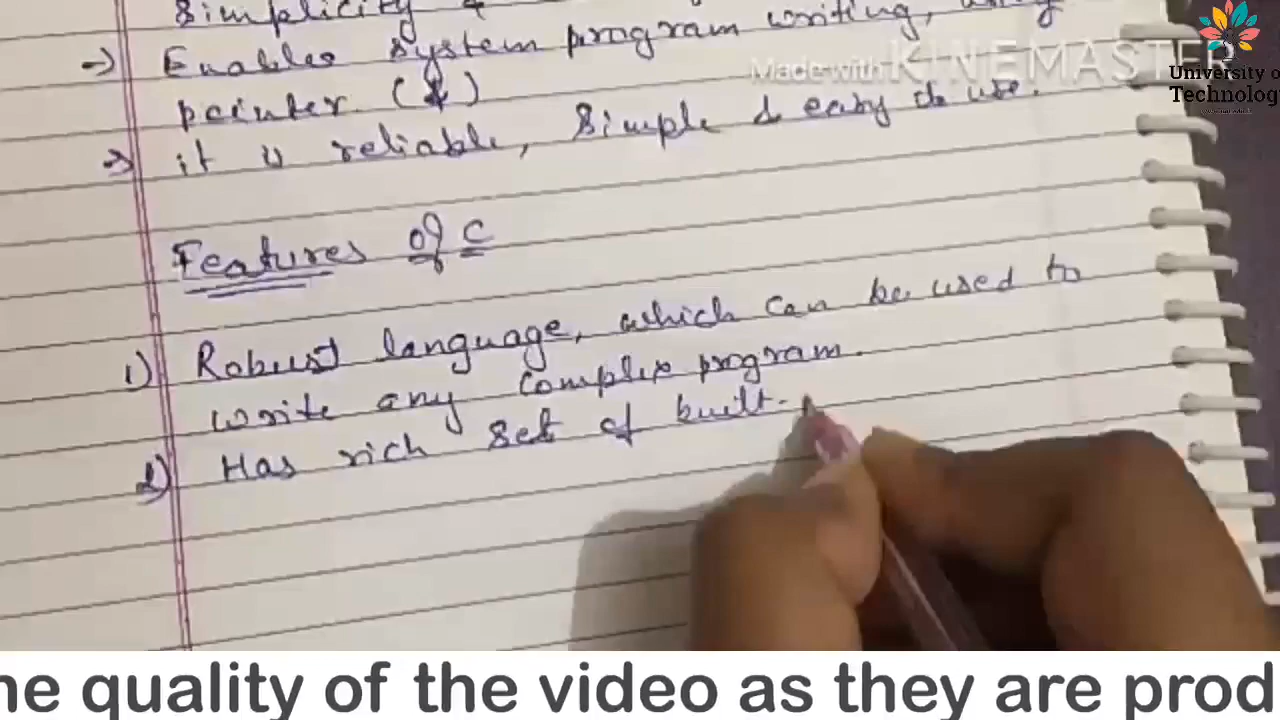 simplicity &
→ Enables system program writing, using
pointer (*)
→ it is reliable, simple & easy to use.
Features of C
1) Robust language, which can be used to
write any complex program.
2) Has rich set of built-
Made with KINEMASTER
University of
Technology
he quality of the video as they are prod